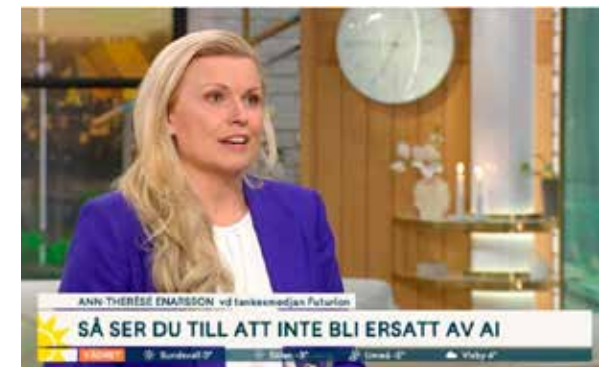 ANN-THERÉSE ENARSSON vd tankesmedjan Futurion
SÅ SER DU TILL ATT INTE BLI ERSATT AV AI
VÄDRET Sundsvall 0° Umeå -5° Visby 4°